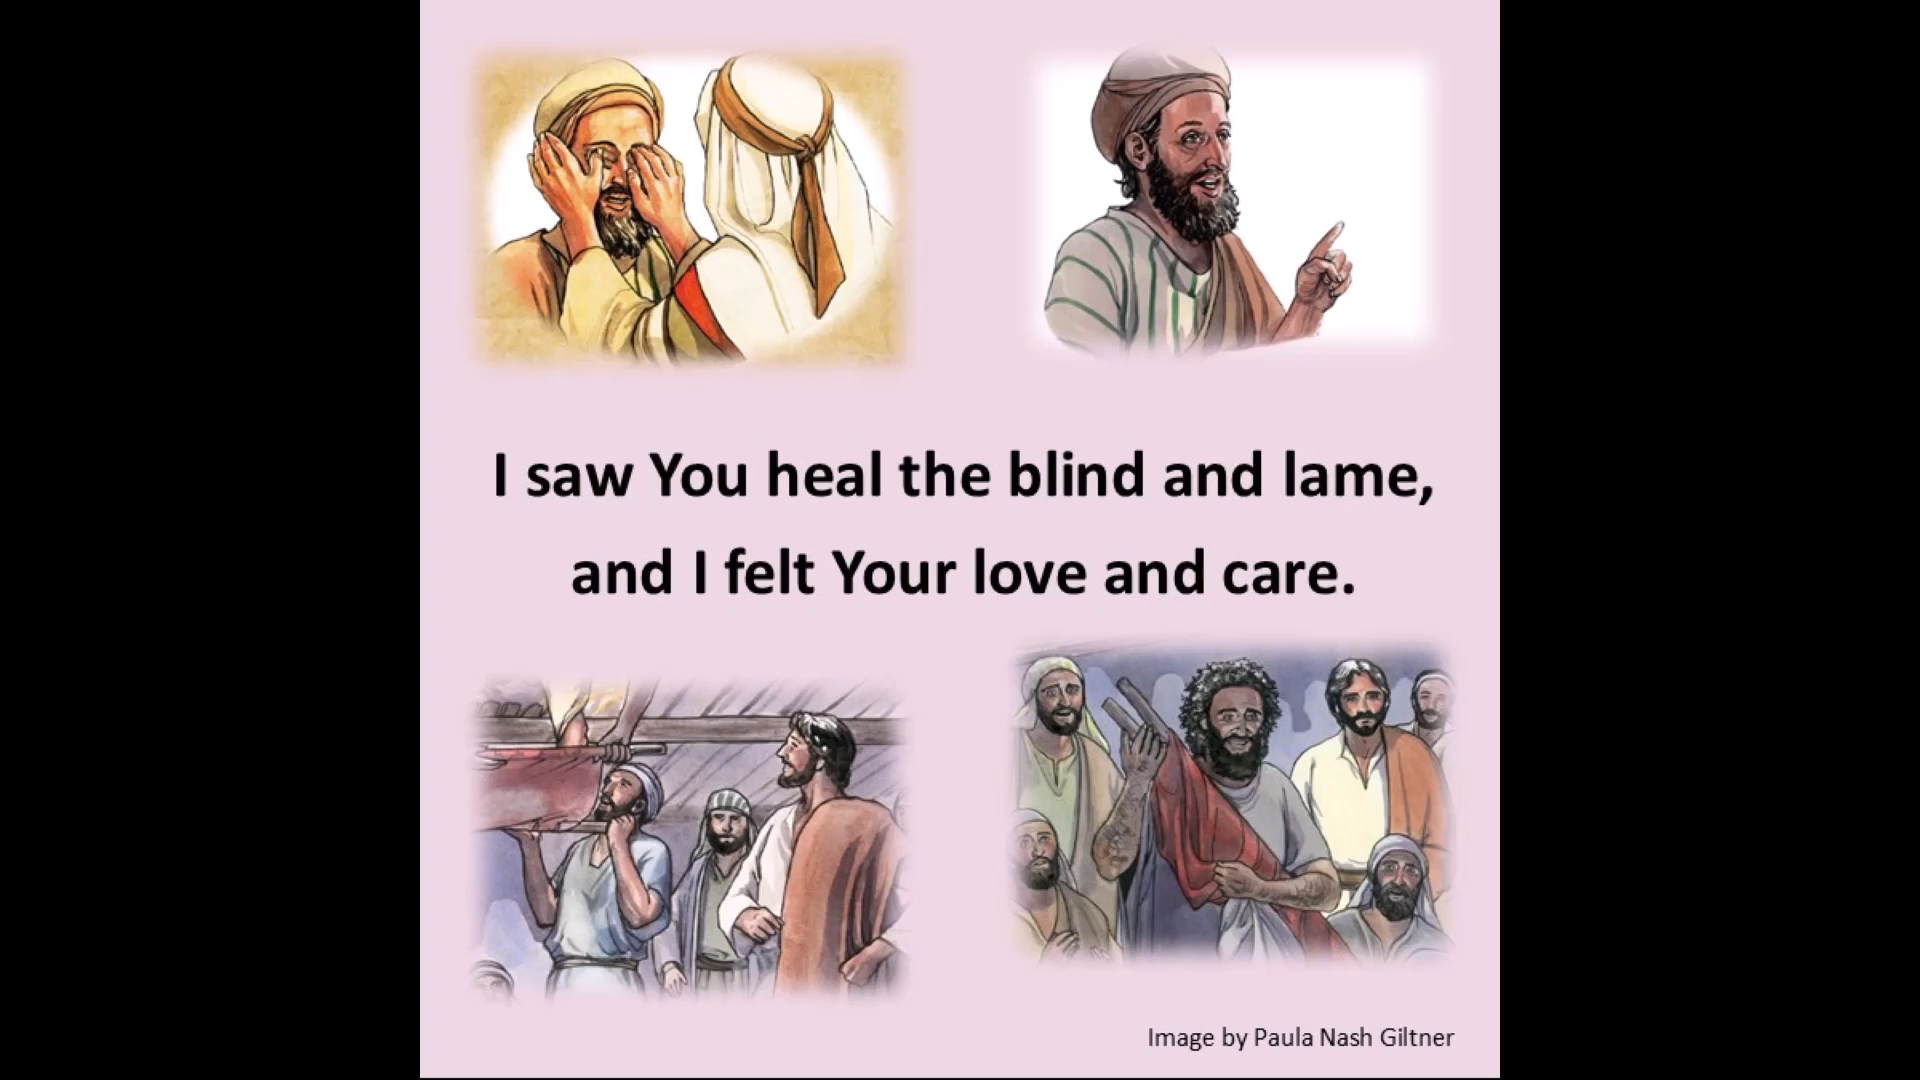 I saw You heal the blind and lame,
and I felt Your love and care.
Image by Paula Nash Giltner